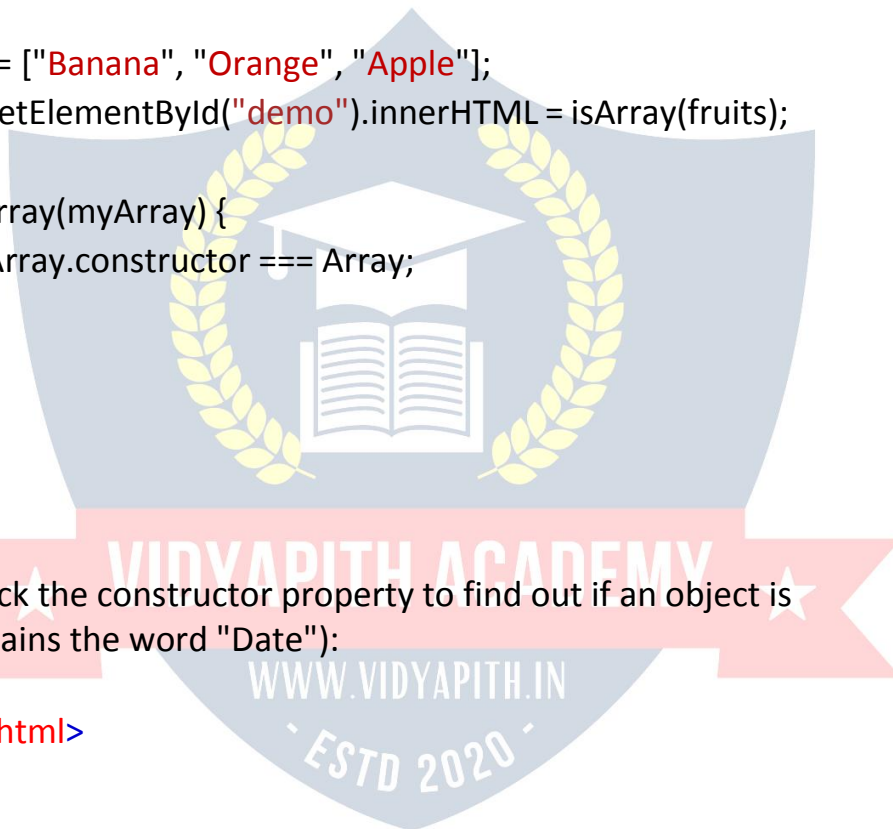 = ["Banana", "Orange", "Apple"];
etElementById("demo").innerHTML = isArray(fruits);
rray(myArray) {
Array.constructor === Array;
VIDYAPITH ACADEMY
ck the constructor property to find out if an object is
ains the word "Date"):
WWW.VIDYAPITH.IN
html>
- ESTD 2020 -